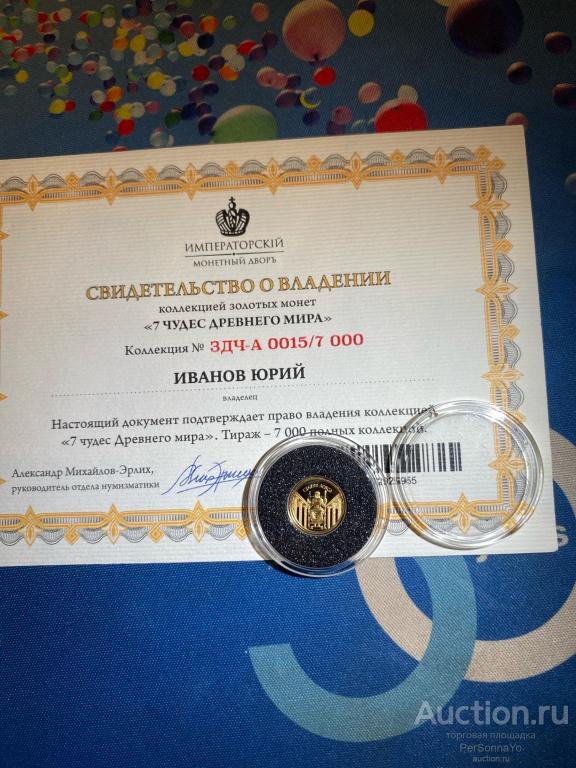 ИМПЕРАТОРСКІЙ
МОНЕТНЫЙ ДВОРЪ
СВИДЕТЕЛЬСТВО О ВЛАДЕНИИ
коллекцией золотых монет
«7 ЧУДЕС ДРЕВНЕГО МИРА»
Коллекция № ЗДЧ-А 0015/7 000
ИВАНОВ ЮРИЙ
владелец
Настоящий документ подтверждает право владения коллекцией
«7 чудес Древнего мира». Тираж – 7 000 полных коллекций.
Александр Михайлов-Эрлих,
руководитель отдела нумизматики
Auction.ru
торговая площадка
PerSonnaYo
auction.ru